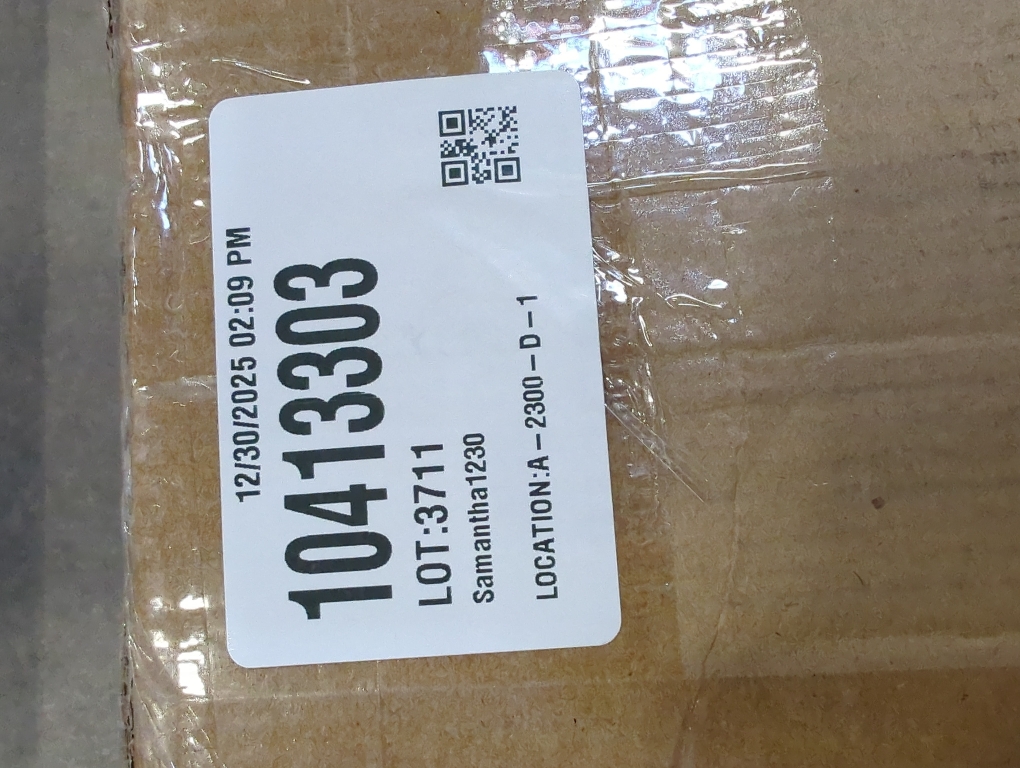 12/30/2025 02:09 PM
10413303
LOT:3711
Samantha1230
LOCATION:A-2300-D-1